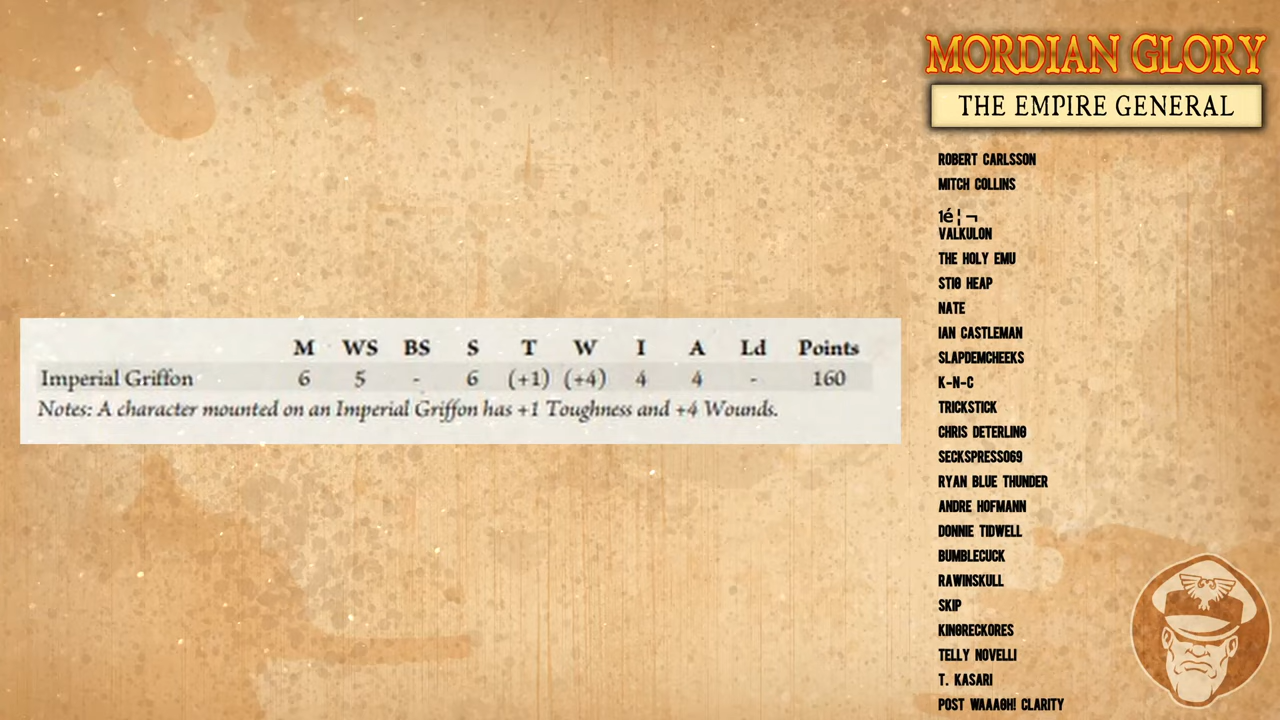 MORDIAN GLORY
THE EMPIRE GENERAL
M WS BS S T W I A Ld Points
Imperial Griffon 6 5 - 6 (+1) (+4) 4 4 - 160
Notes: A character mounted on an Imperial Griffon has +1 Toughness and +4 Wounds.
ROBERT CARLSSON
MITCH COLLINS
1é¦¬
VALKULON
THE HOLY EMU
STIG HEAP
NATE
IAN CASTLEMAN
SLAPDEMCHEEKS
K-N-C
TRICKSTICK
CHRIS DETERLING
SECKSPRESSO69
RYAN BLUE THUNDER
ANDRE HOFMANN
DONNIE TIDWELL
BUMBLECUCK
RAWINSKULL
SKIP
KINGRECKORES
TELLY NOVELLI
T. KASARI
POST WAAAGH! CLARITY